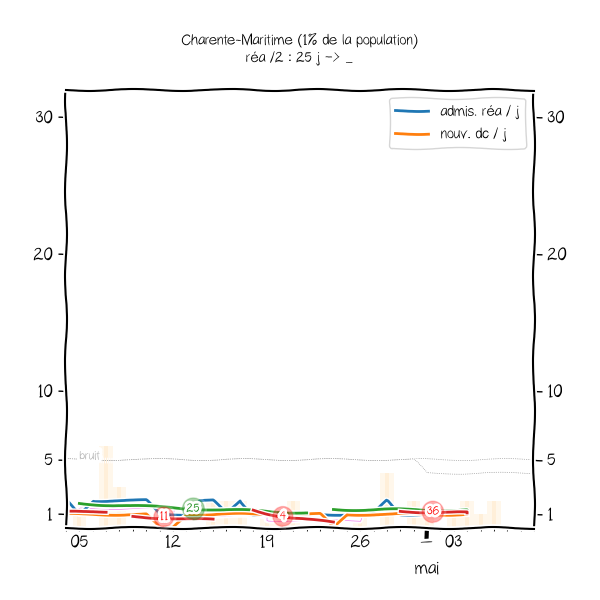 Charente-Maritime (1% de la population)
réa /2 : 25 j -> _
admis. réa / j
nouv. dc / j
30 30
20 20
10 10
5 bruit 5
25
11 4 36
1 1
05 12 19 26 _ 03
mai